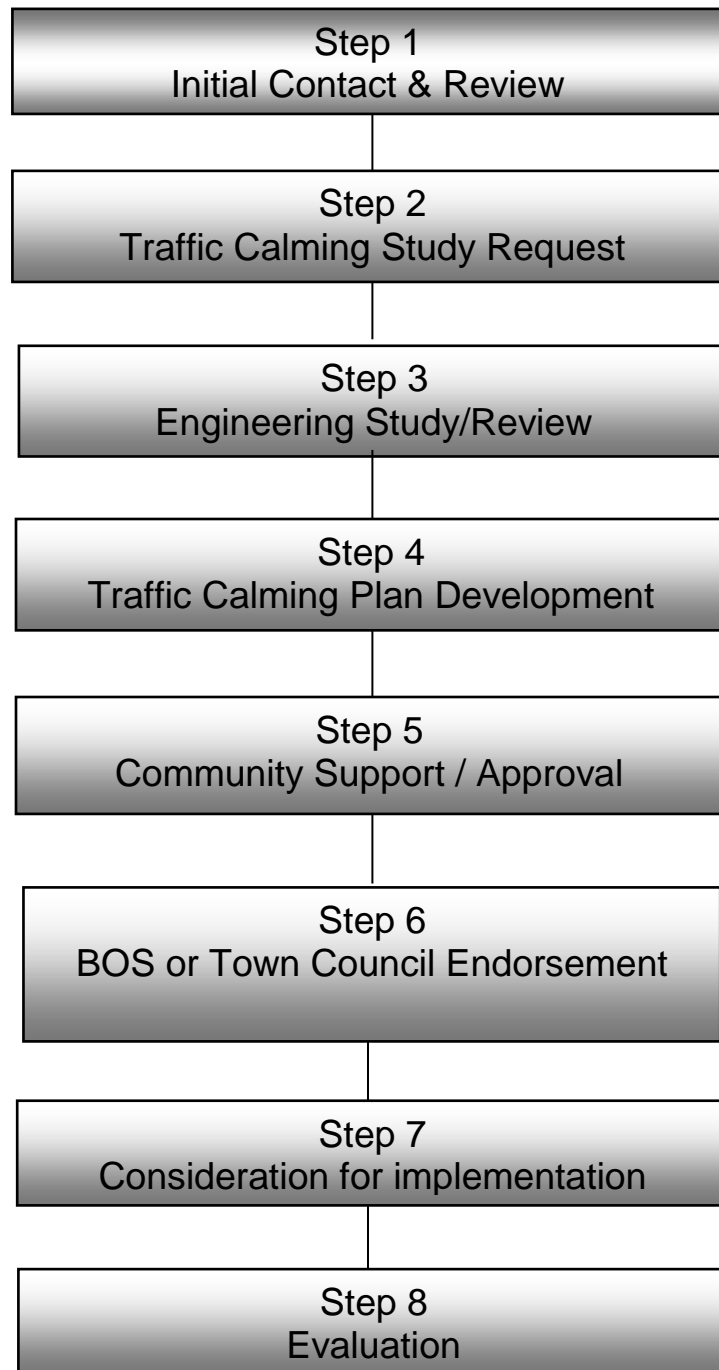 Step 1
Initial Contact & Review
Step 2
Traffic Calming Study Request
Step 3
Engineering Study/Review
Step 4
Traffic Calming Plan Development
Step 5
Community Support / Approval
Step 6
BOS or Town Council Endorsement
Step 7
Consideration for implementation
Step 8
Evaluation